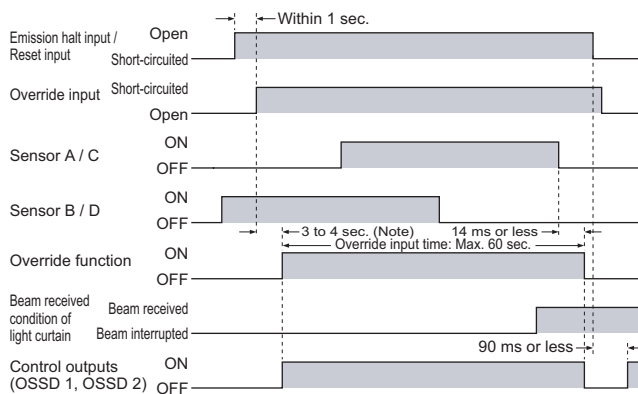 Within 1 sec.
Emission halt input /
Reset input
Open
Short-circuited
Override input
Short-circuited
Open
Sensor A / C
ON
OFF
Sensor B / D
ON
OFF
3 to 4 sec. (Note)
14 ms or less
Override input time: Max. 60 sec.
Override function
ON
OFF
Beam received
condition of
light curtain
Beam received
Beam interrupted
90 ms or less
Control outputs
(OSSD 1, OSSD 2)
ON
OFF